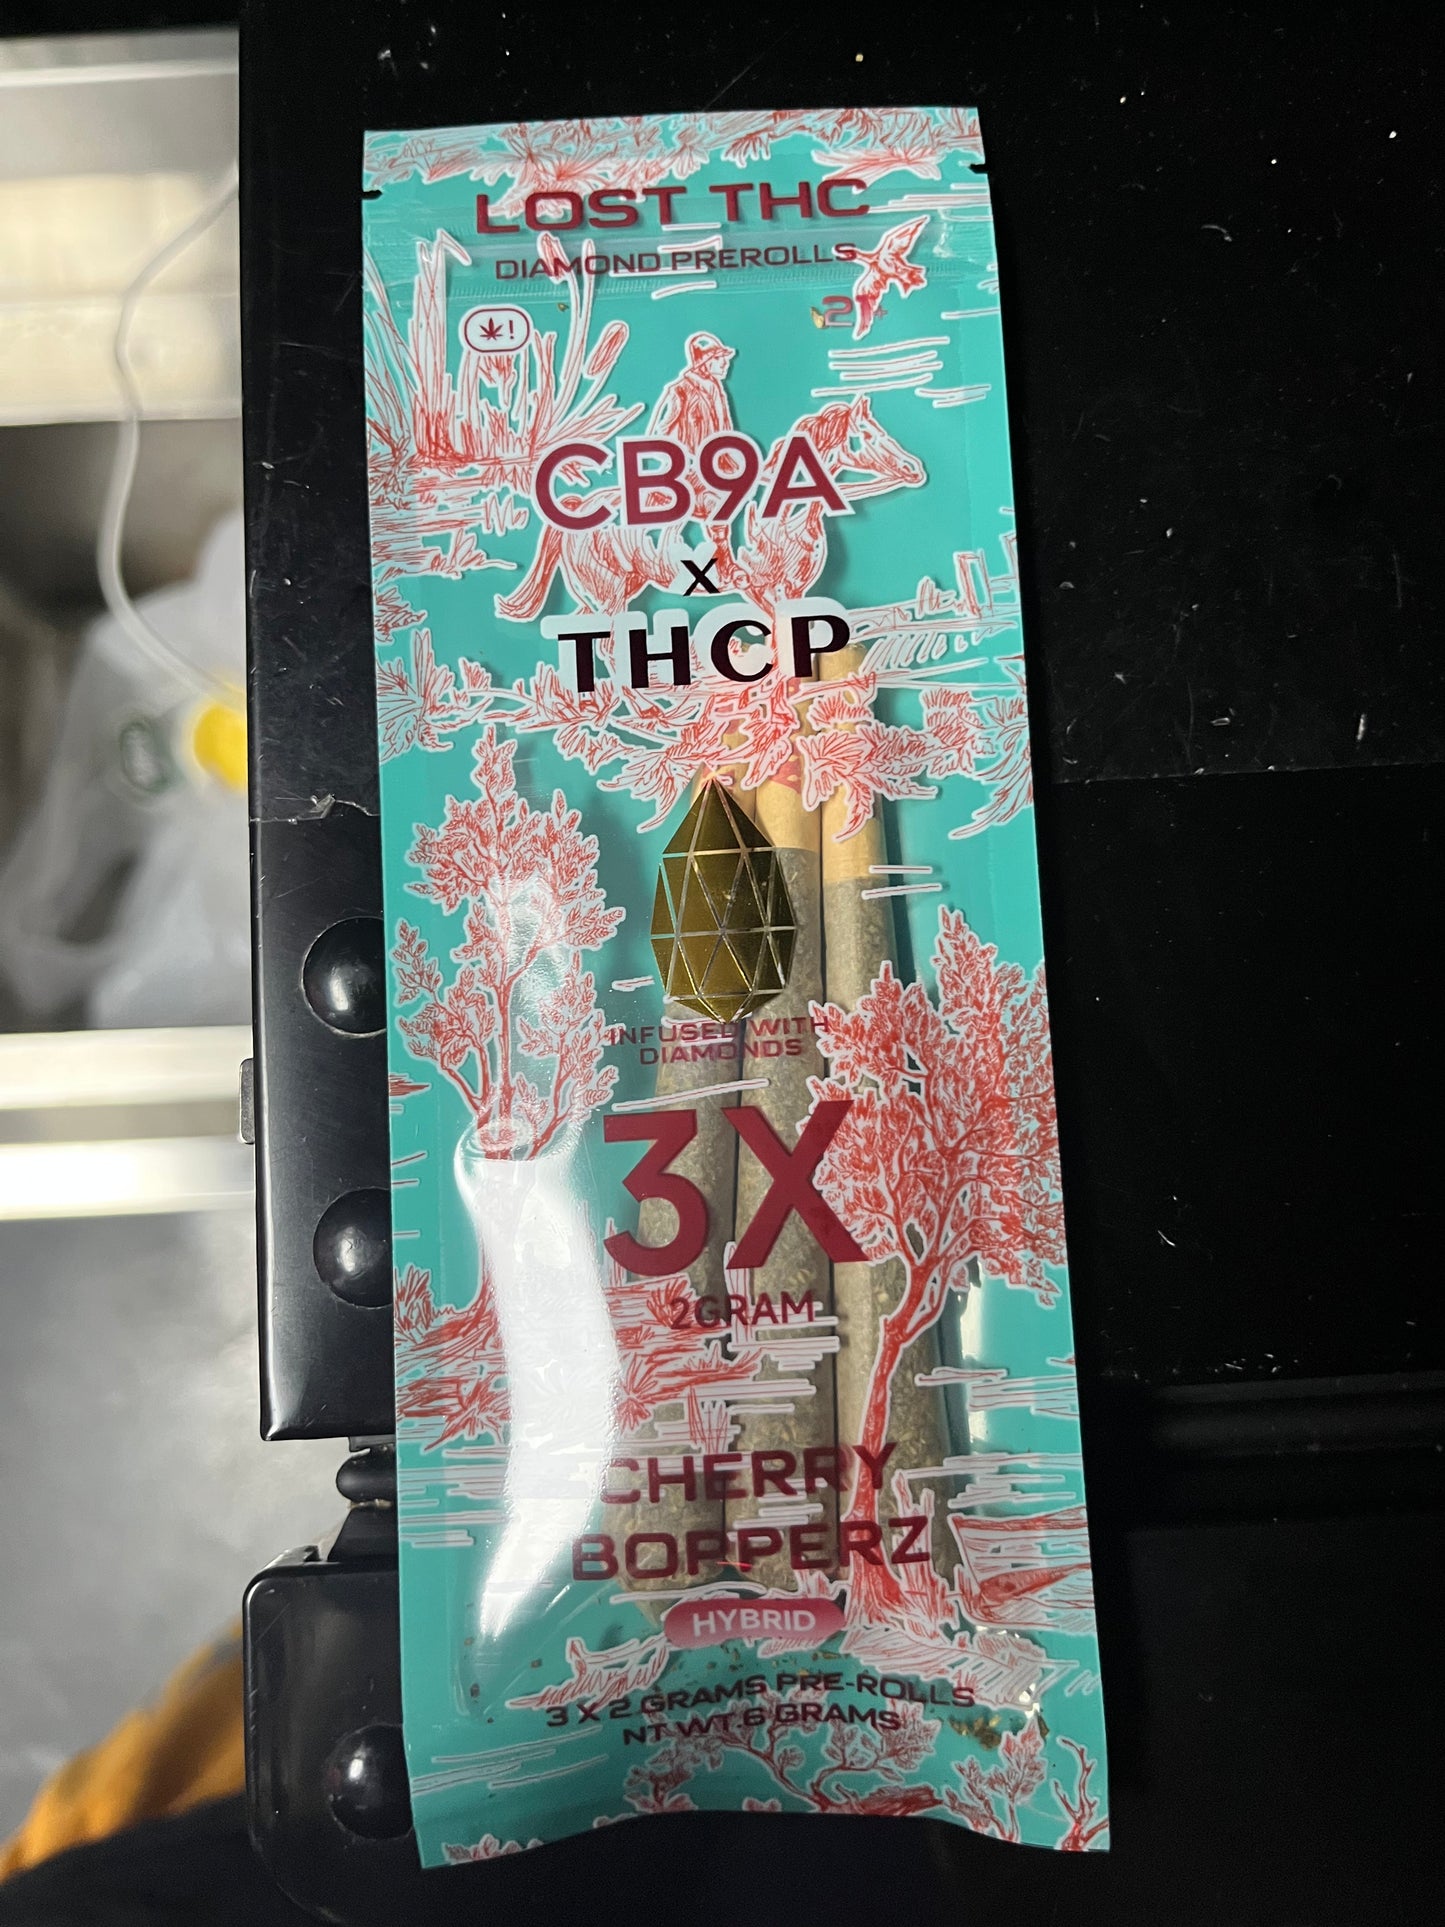 LOST THC
DIAMOND PREROLLS
21+
!
CB9A
x
THCP
INFUSED WITH
DIAMONDS
3X
2GRAM
CHERRY
BOPPERZ
HYBRID
3 X 2 GRAMS PRE-ROLLS
NT WT 6 GRAMS